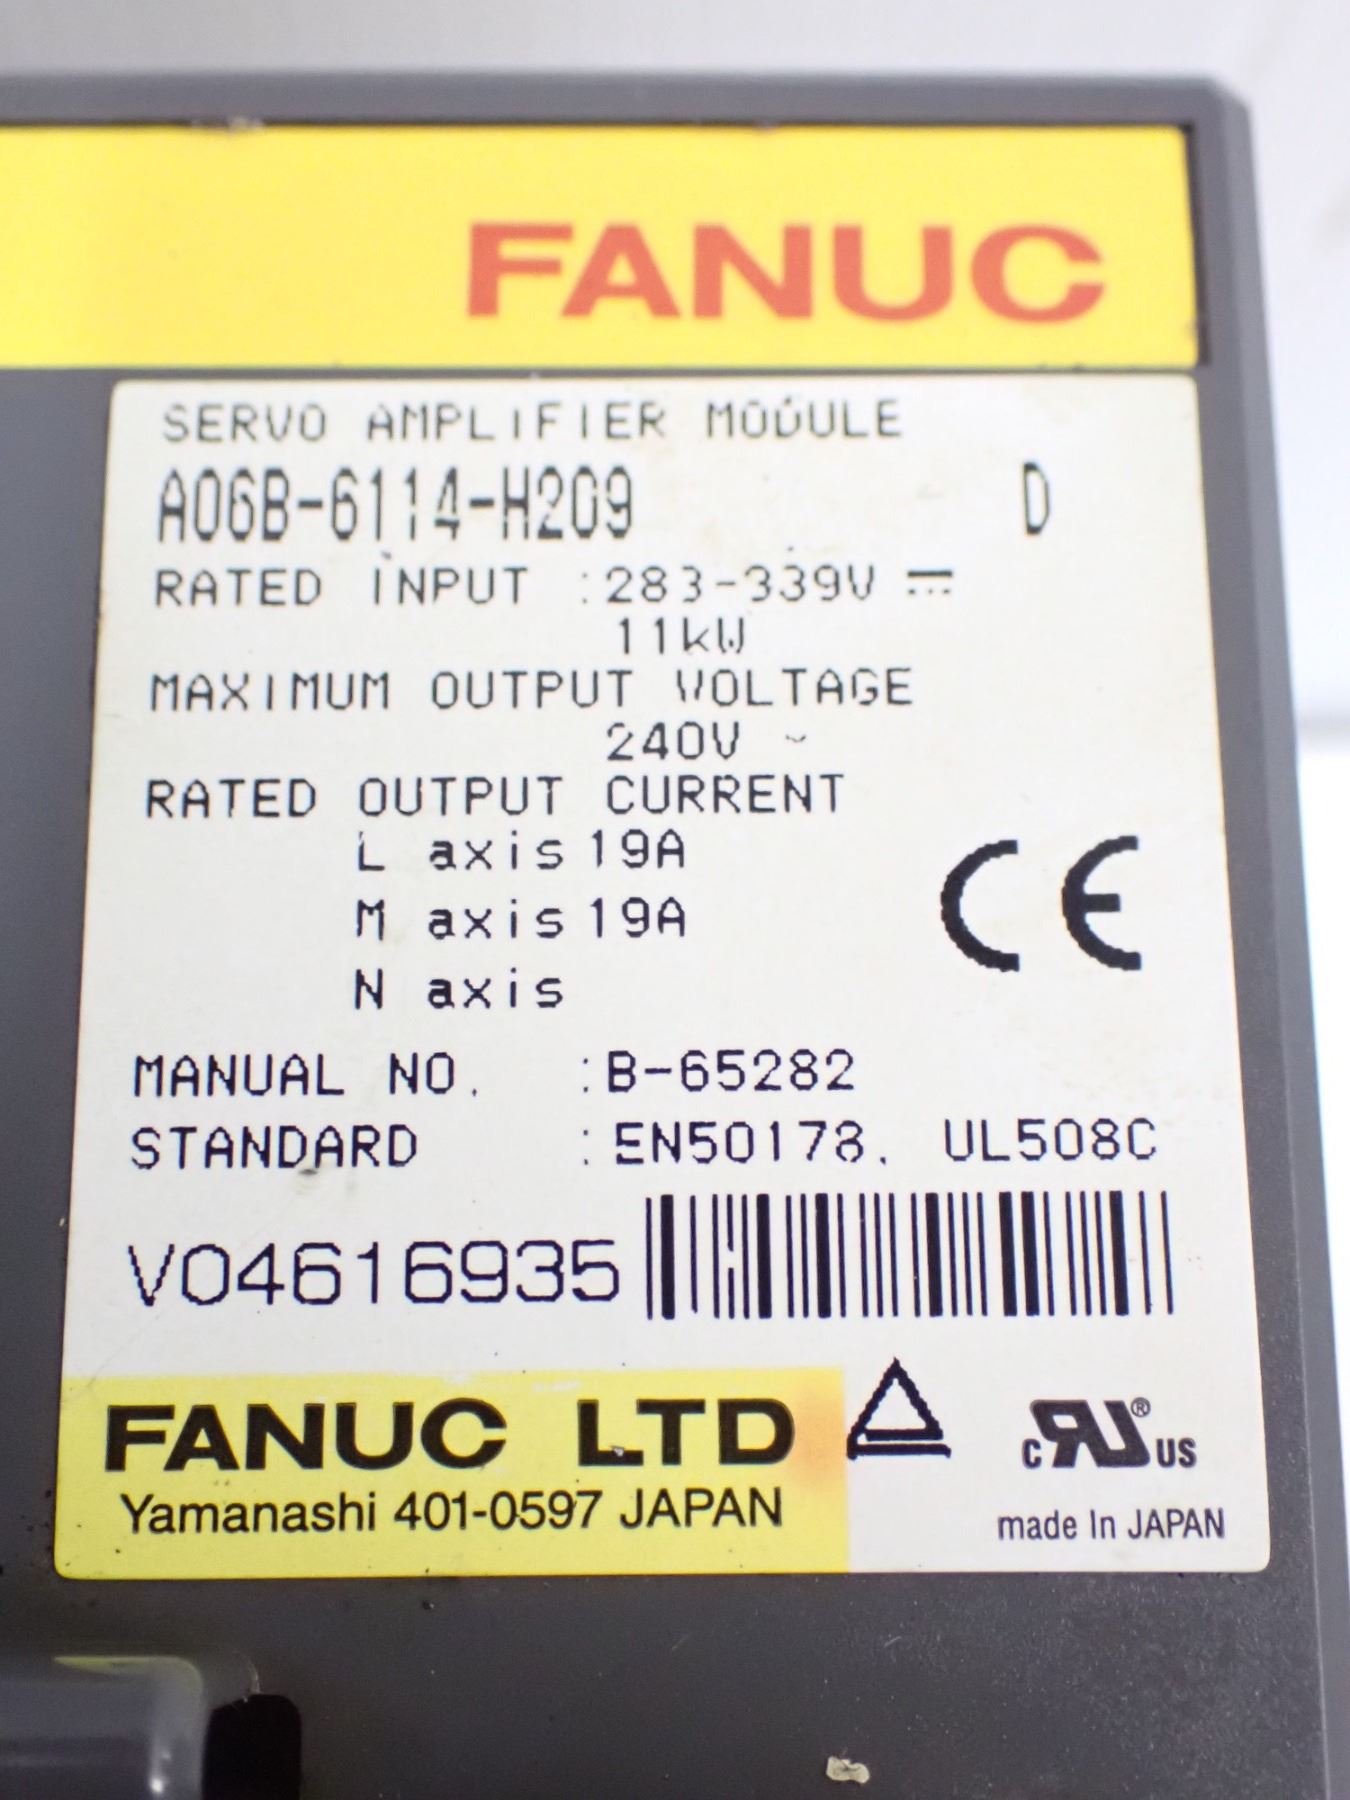 FANUC
SERVO AMPLIFIER MODULE
A06B-6114-H209 D
RATED INPUT :283-339V ⎓
11kW
MAXIMUM OUTPUT VOLTAGE
240V ~
RATED OUTPUT CURRENT
L axis 19A
M axis 19A
N axis
CE
MANUAL NO. :B-65282
STANDARD :EN50178, UL508C
V04616935
FANUC LTD
Yamanashi 401-0597 JAPAN
c RU® US
made In JAPAN